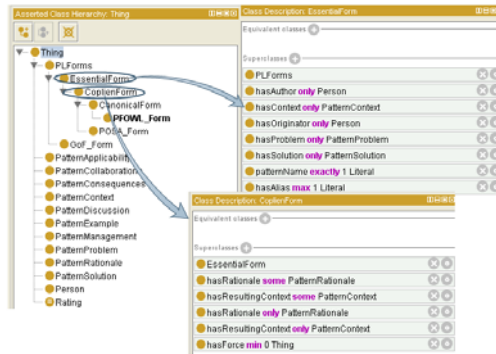 Asserted Class Hierarchy: Thing
Thing
PLForms
EssentialForm
CoplienForm
CanonicalForm
PFOWL_Form
POSA_Form
GoF_Form
PatternApplicability
PatternCollaboration
PatternConsequences
PatternContext
PatternDiscussion
PatternExample
PatternManagement
PatternProblem
PatternRationale
PatternSolution
Person
Rating
Class Description: EssentialForm
Equivalent classes
Superclasses
PLForms
hasAuthor only Person
hasContext only PatternContext
hasOriginator only Person
hasProblem only PatternProblem
hasSolution only PatternSolution
patternName exactly 1 Literal
hasAlias max 1 Literal
Class Description: CoplienForm
Equivalent classes
Superclasses
EssentialForm
hasRationale some PatternRationale
hasResultingContext some PatternContext
hasRationale only PatternRationale
hasResultingContext only PatternContext
hasForce min 0 Thing